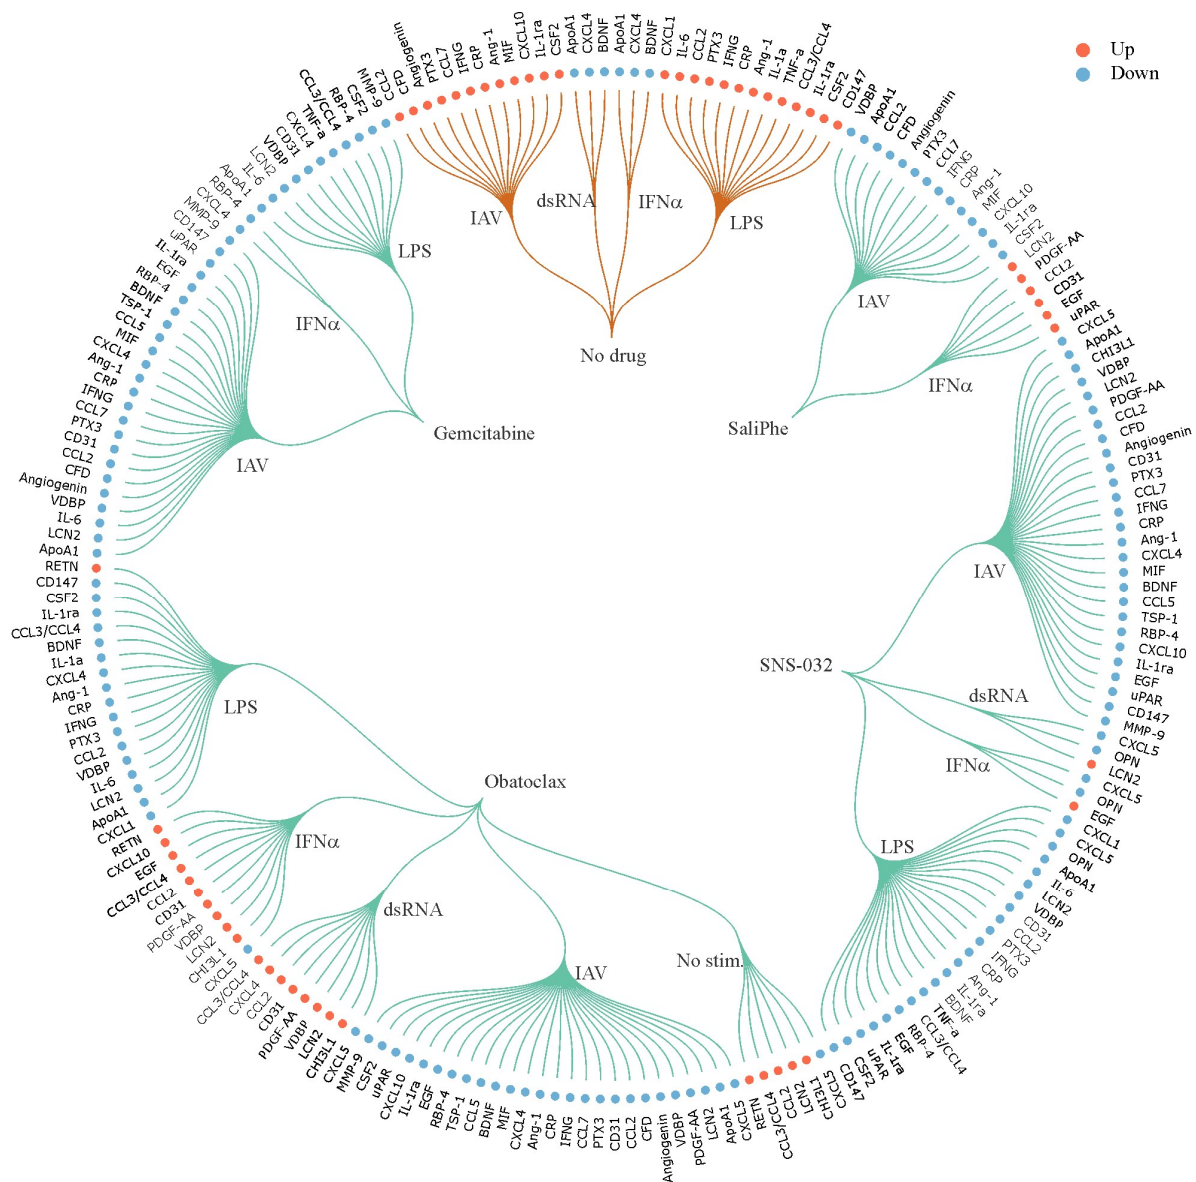 Up
Down
CFD
Angiogenin
PTX3
CCL7
IFNG
CRP
Ang-1
MIF
CXCL10
IL-1ra
CSF2
ApoA1
CXCL4
BDNF
ApoA1
CXCL4
BDNF
CXCL1
IL-6
CCL2
PTX3
IFNG
CRP
Ang-1
IL-1a
TNF-a
CCL3/CCL4
IL-1ra
CSF2
CD147
VDBP
ApoA1
CCL2
CFD
Angiogenin
PTX3
CCL7
IFNG
CRP
Ang-1
MIF
CXCL10
IL-1ra
CSF2
LCN2
PDGF-AA
CCL2
CD31
EGF
uPAR
CXCL5
ApoA1
CHI3L1
VDBP
LCN2
PDGF-AA
CCL2
CFD
Angiogenin
CD31
PTX3
CCL7
IFNG
CRP
Ang-1
CXCL4
MIF
BDNF
CCL5
TSP-1
RBP-4
CXCL10
IL-1ra
EGF
uPAR
CD147
MMP-9
CXCL5
OPN
LCN2
CXCL5
OPN
EGF
CXCL1
CXCL5
OPN
ApoA1
IL-6
LCN2
VDBP
CD31
CCL2
PTX3
IFNG
CRP
Ang-1
IL-1ra
BDNF
TNF-a
CCL3/CCL4
RBP-4
EGF
IL-1ra
uPAR
CSF2
CD147
CXCL5
CHI3L1
LCN2
CCL2
CCL3/CCL4
RETN
CXCL5
ApoA1
LCN2
PDGF-AA
VDBP
Angiogenin
CFD
CCL2
CD31
PTX3
CCL7
IFNG
CRP
Ang-1
CXCL4
MIF
BDNF
CCL5
TSP-1
RBP-4
EGF
IL-1ra
CXCL10
uPAR
CSF2
MMP-9
CXCL5
CHI3L1
LCN2
VDBP
PDGF-AA
CD31
CCL2
CXCL4
CCL3/CCL4
CXCL5
CHI3L1
LCN2
VDBP
PDGF-AA
CD31
CCL2
CCL3/CCL4
EGF
CXCL10
RETN
CXCL1
ApoA1
LCN2
IL-6
VDBP
CCL2
PTX3
IFNG
CRP
Ang-1
CXCL4
IL-1a
BDNF
CCL3/CCL4
IL-1ra
CSF2
CD147
RETN
ApoA1
LCN2
IL-6
VDBP
Angiogenin
CFD
CCL2
CD31
PTX3
CCL7
IFNG
CRP
Ang-1
CXCL4
MIF
CCL5
TSP-1
BDNF
RBP-4
EGF
IL-1ra
uPAR
CD147
MMP-9
CXCL4
RBP-4
ApoA1
IL-6
LCN2
VDBP
CD31
CXCL4
TNF-a
CCL3/CCL4
RBP-4
CSF2
MMP-9
CCL2
IAV
dsRNA
IFNα
LPS
No drug
IAV
IFNα
SaliPhe
IAV
dsRNA
IFNα
LPS
SNS-032
No stim.
IAV
dsRNA
IFNα
LPS
Obatoclax
IAV
IFNα
LPS
Gemcitabine